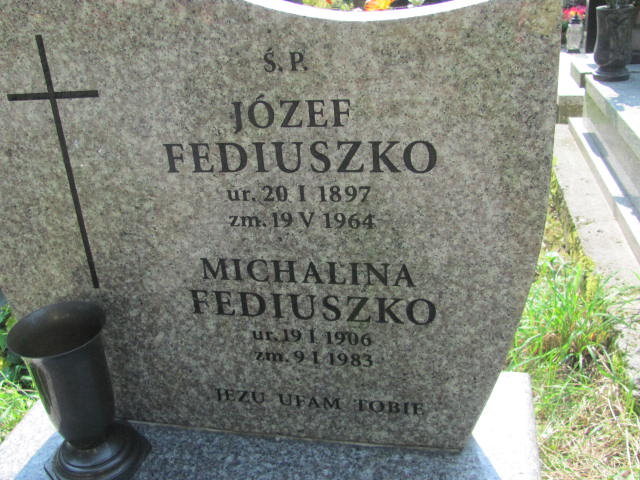 Ś.P.
JÓZEF
FEDIUSZKO
ur. 20 I 1897
zm. 19 V 1964
MICHALINA
FEDIUSZKO
ur. 19 I 1906
zm. 9 I 1983
JEZU UFAM TOBIE